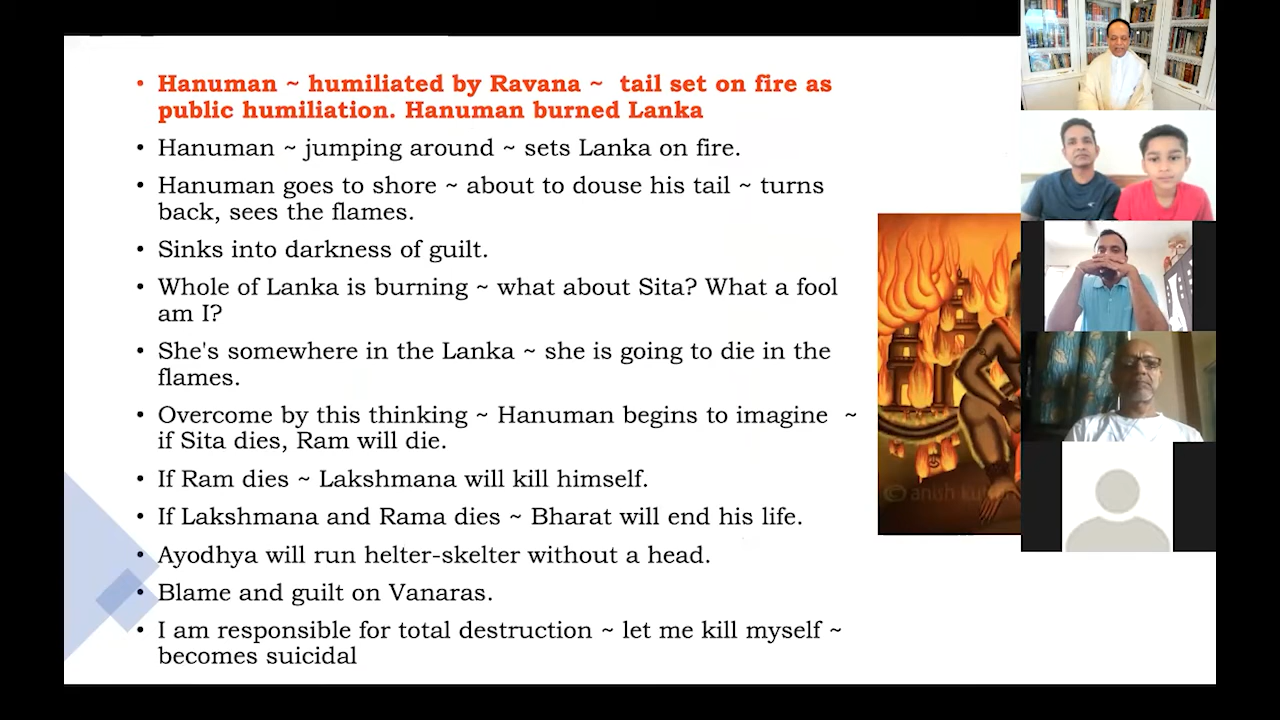 • Hanuman ~ humiliated by Ravana ~ tail set on fire as
public humiliation. Hanuman burned Lanka
• Hanuman ~ jumping around ~ sets Lanka on fire.
• Hanuman goes to shore ~ about to douse his tail ~ turns
back, sees the flames.
• Sinks into darkness of guilt.
• Whole of Lanka is burning ~ what about Sita? What a fool
am I?
• She's somewhere in the Lanka ~ she is going to die in the
flames.
• Overcome by this thinking ~ Hanuman begins to imagine ~
if Sita dies, Ram will die.
• If Ram dies ~ Lakshmana will kill himself.
• If Lakshmana and Rama dies ~ Bharat will end his life.
• Ayodhya will run helter-skelter without a head.
• Blame and guilt on Vanaras.
• I am responsible for total destruction ~ let me kill myself ~
becomes suicidal
© anish